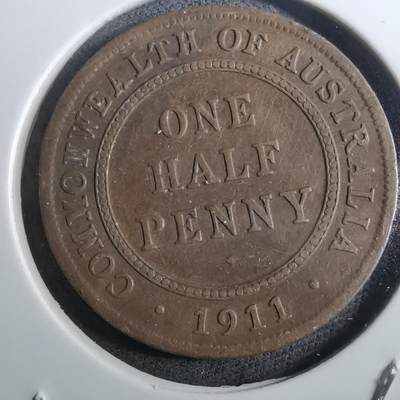 COMMONWEALTH OF AUSTRALIA
ONE
HALF
PENNY
· 1911 ·